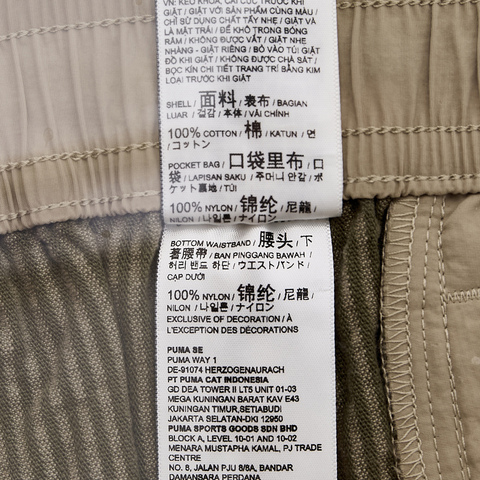 VN: KÉO KHÓA, CÀI CÚC TRƯỚC KHI
GIẶT / GIẶT VỚI SẢN PHẨM CÙNG MÀU /
CHỈ SỬ DỤNG CHẤT TẨY NHẸ / GIẶT VÀ
LÀ MẶT TRÁI / ĐỂ KHÔ TRONG BÓNG
RÂM / KHÔNG ĐƯỢC VẮT / GIẶT NHẸ
NHÀNG - GIẶT RIÊNG / BỎ VÀO TÚI GIẶT
ĐỒ KHI GIẶT / KHÔNG ĐƯỢC CHÀ SÁT /
BỌC KÍN CHI TIẾT TRANG TRÍ BẰNG KIM
LOẠI TRƯỚC KHI GIẶT
SHELL / 面料 / 表布 / BAGIAN
LUAR / 겉감 / 本体 / VẢI CHÍNH
100% COTTON / 棉 / KATUN / 면
/ コットン
POCKET BAG / 口袋里布 / 口
袋 / LAPISAN SAKU / 주머니 안감 / ポ
ケット裏地 / TÚI
100% NYLON / 锦纶 / 尼龍 /
NILON / 나일론 / ナイロン
BOTTOM WAISTBAND / 腰头 / 下
著腰帶 / BAN PINGGANG BAWAH /
허리 밴드 하단 / ウエストバンド /
CẠP DƯỚI
100% NYLON / 锦纶 / 尼龍 /
NILON / 나일론 / ナイロン
EXCLUSIVE OF DECORATION / À
L'EXCEPTION DES DÉCORATIONS
PUMA SE
PUMA WAY 1
DE-91074 HERZOGENAURACH
PT PUMA CAT INDONESIA
GD DEA TOWER II LT5 UNIT 01-03
MEGA KUNINGAN BARAT KAV E43
KUNINGAN TIMUR,SETIABUDI
JAKARTA SELATAN-DKI 12950
PUMA SPORTS GOODS SDN BHD
BLOCK A, LEVEL 10-01 AND 10-02
MENARA MUSTAPHA KAMAL, PJ TRADE
CENTRE
NO. 8, JALAN PJU 8/8A, BANDAR
DAMANSARA PERDANA